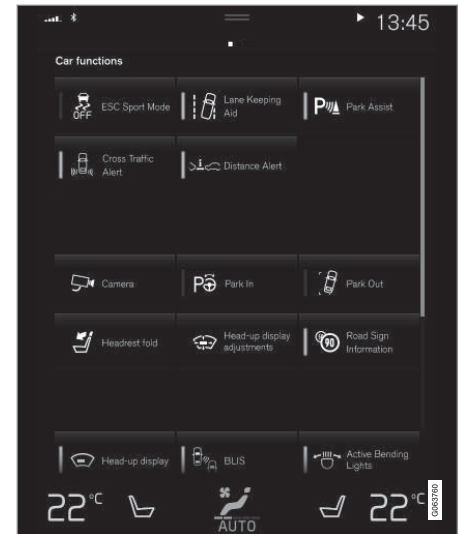 13:45
Car functions
OFF ESC Sport Mode
Lane Keeping
Aid
P Park Assist
Cross Traffic
Alert
Distance Alert
Camera
P Park In
Park Out
Headrest fold
Head-up display
adjustments
90 Road Sign
Information
Head-up display
BLIS
Active Bending
Lights
22°C
AUTO
22°C
G063760